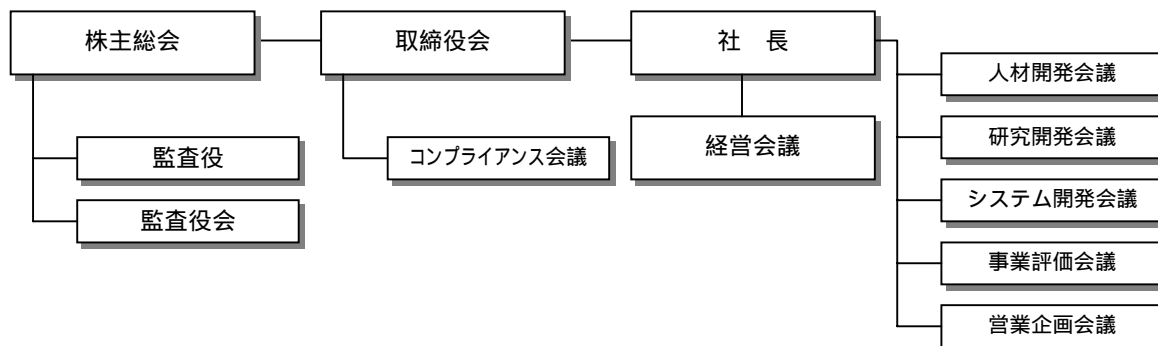 株主総会
取締役会
社　長
人材開発会議
研究開発会議
システム開発会議
事業評価会議
営業企画会議
経営会議
コンプライアンス会議
監査役
監査役会